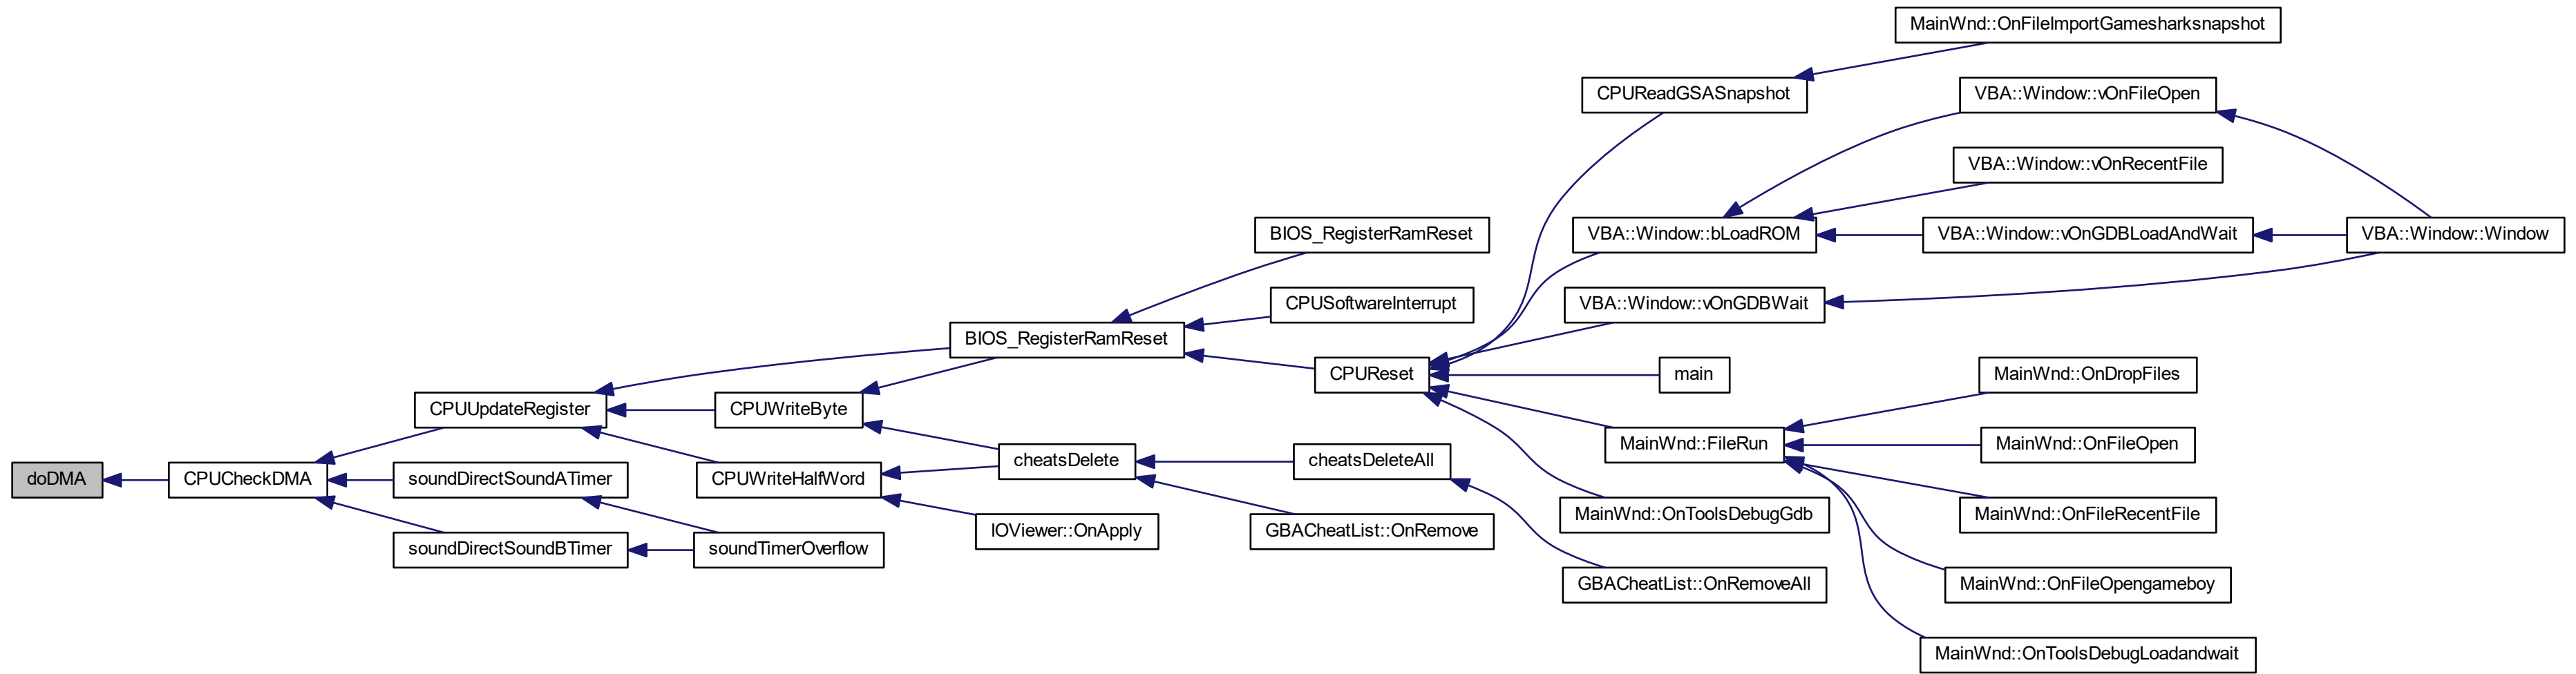 MainWnd::OnFileImportGamesharksnapshot
CPUReadGSASnapshot
VBA::Window::vOnFileOpen
VBA::Window::vOnRecentFile
BIOS_RegisterRamReset
VBA::Window::bLoadROM
VBA::Window::vOnGDBLoadAndWait
VBA::Window::Window
CPUSoftwareInterrupt
VBA::Window::vOnGDBWait
BIOS_RegisterRamReset
CPUReset
main
MainWnd::OnDropFiles
CPUUpdateRegister
CPUWriteByte
MainWnd::FileRun
MainWnd::OnFileOpen
cheatsDelete
cheatsDeleteAll
doDMA
CPUCheckDMA
soundDirectSoundATimer
CPUWriteHalfWord
MainWnd::OnToolsDebugGdb
MainWnd::OnFileRecentFile
IOViewer::OnApply
GBACheatList::OnRemove
soundDirectSoundBTimer
soundTimerOverflow
GBACheatList::OnRemoveAll
MainWnd::OnFileOpengameboy
MainWnd::OnToolsDebugLoadandwait